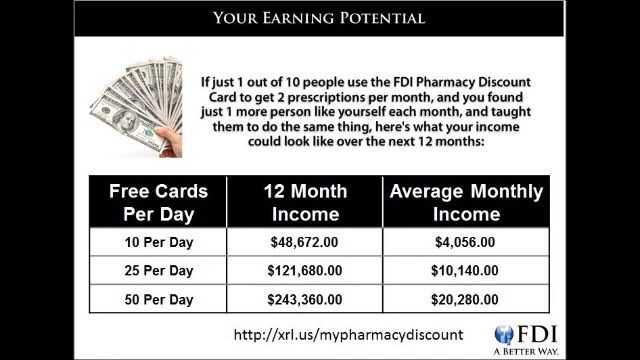 YOUR EARNING POTENTIAL
If just 1 out of 10 people use the FDI Pharmacy Discount
Card to get 2 prescriptions per month, and you found
just 1 more person like yourself each month, and taught
them to do the same thing, here's what your income
could look like over the next 12 months:
Free Cards Per Day 12 Month Income Average Monthly Income
10 Per Day $48,672.00 $4,056.00
25 Per Day $121,680.00 $10,140.00
50 Per Day $243,360.00 $20,280.00
http://xrl.us/mypharmacydiscount
FDI
A BETTER WAY.